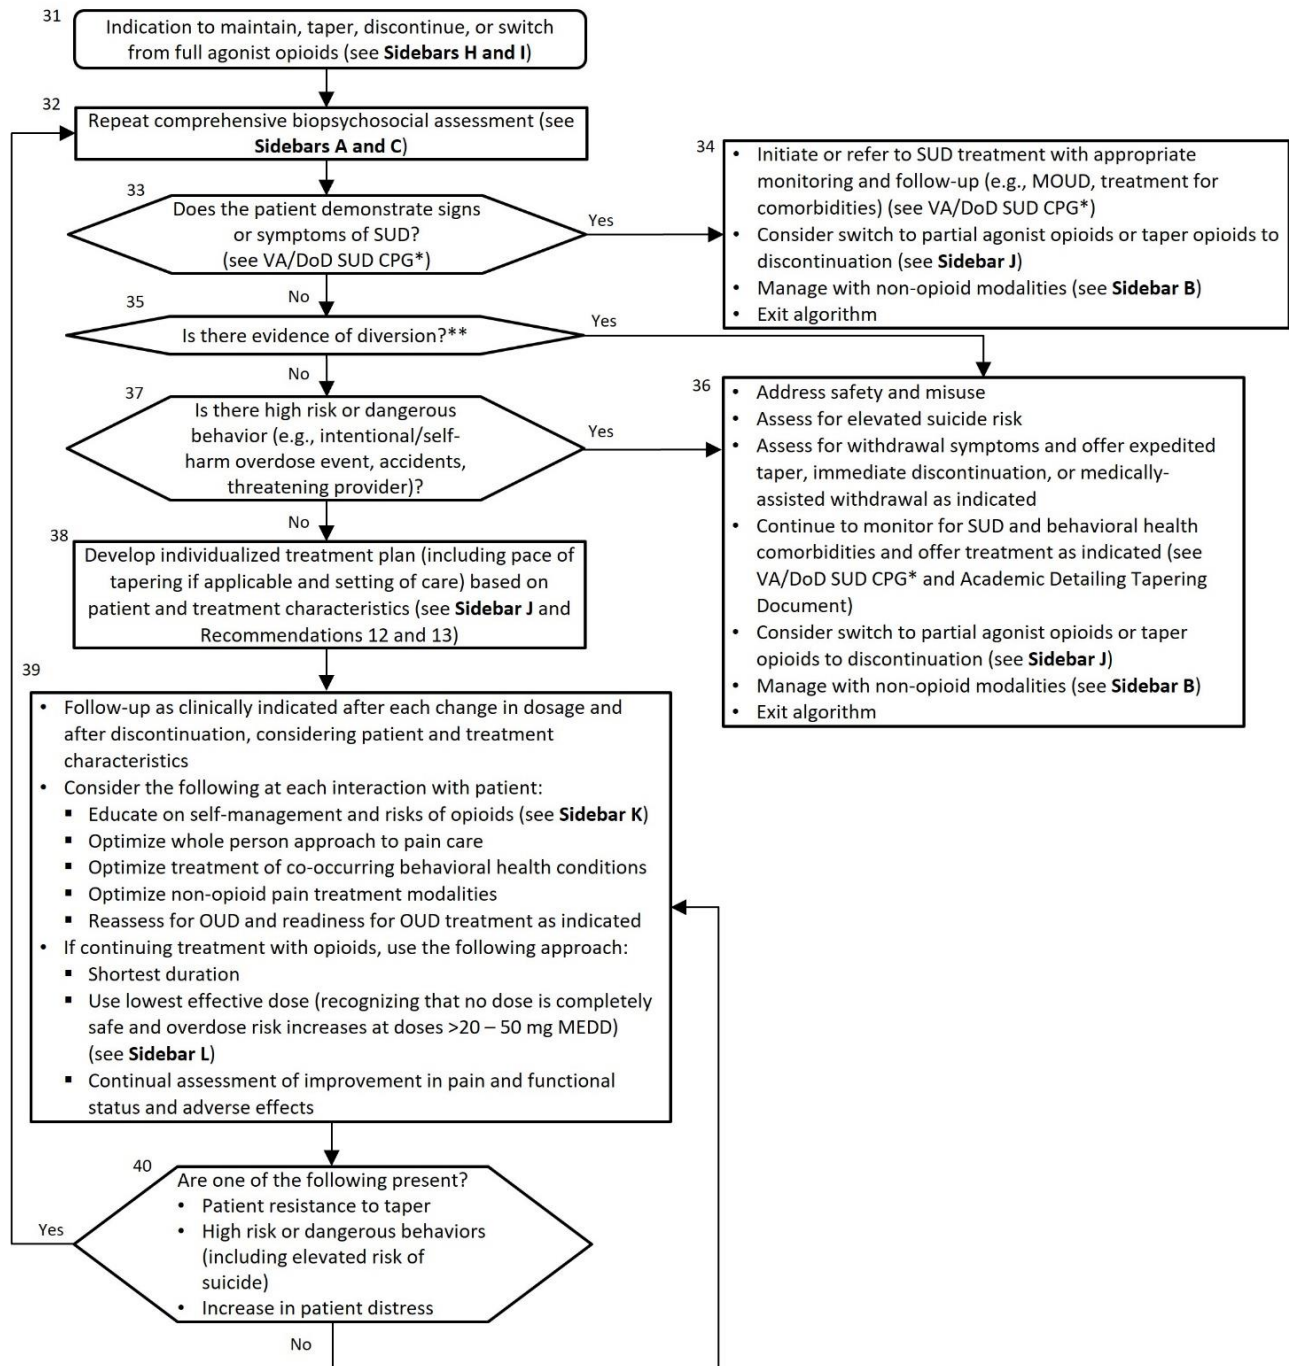 31
Indication to maintain, taper, discontinue, or switch
from full agonist opioids (see Sidebars H and I)
32
Repeat comprehensive biopsychosocial assessment (see
Sidebars A and C)
33
Does the patient demonstrate signs
or symptoms of SUD?
(see VA/DoD SUD CPG*)
Yes
No
34
• Initiate or refer to SUD treatment with appropriate
monitoring and follow-up (e.g., MOUD, treatment for
comorbidities) (see VA/DoD SUD CPG*)
• Consider switch to partial agonist opioids or taper opioids to
discontinuation (see Sidebar J)
• Manage with non-opioid modalities (see Sidebar B)
• Exit algorithm
35
Is there evidence of diversion?**
Yes
No
36
• Address safety and misuse
• Assess for elevated suicide risk
• Assess for withdrawal symptoms and offer expedited
taper, immediate discontinuation, or medically-
assisted withdrawal as indicated
• Continue to monitor for SUD and behavioral health
comorbidities and offer treatment as indicated (see
VA/DoD SUD CPG* and Academic Detailing Tapering
Document)
• Consider switch to partial agonist opioids or taper
opioids to discontinuation (see Sidebar J)
• Manage with non-opioid modalities (see Sidebar B)
• Exit algorithm
37
Is there high risk or dangerous
behavior (e.g., intentional/self-
harm overdose event, accidents,
threatening provider)?
Yes
No
38
Develop individualized treatment plan (including pace of
tapering if applicable and setting of care) based on
patient and treatment characteristics (see Sidebar J and
Recommendations 12 and 13)
39
• Follow-up as clinically indicated after each change in dosage and
after discontinuation, considering patient and treatment
characteristics
• Consider the following at each interaction with patient:
▪ Educate on self-management and risks of opioids (see Sidebar K)
▪ Optimize whole person approach to pain care
▪ Optimize treatment of co-occurring behavioral health conditions
▪ Optimize non-opioid pain treatment modalities
▪ Reassess for OUD and readiness for OUD treatment as indicated
• If continuing treatment with opioids, use the following approach:
▪ Shortest duration
▪ Use lowest effective dose (recognizing that no dose is completely
safe and overdose risk increases at doses >20 – 50 mg MEDD)
(see Sidebar L)
▪ Continual assessment of improvement in pain and functional
status and adverse effects
40
Are one of the following present?
• Patient resistance to taper
• High risk or dangerous behaviors
(including elevated risk of
suicide)
• Increase in patient distress
Yes
No